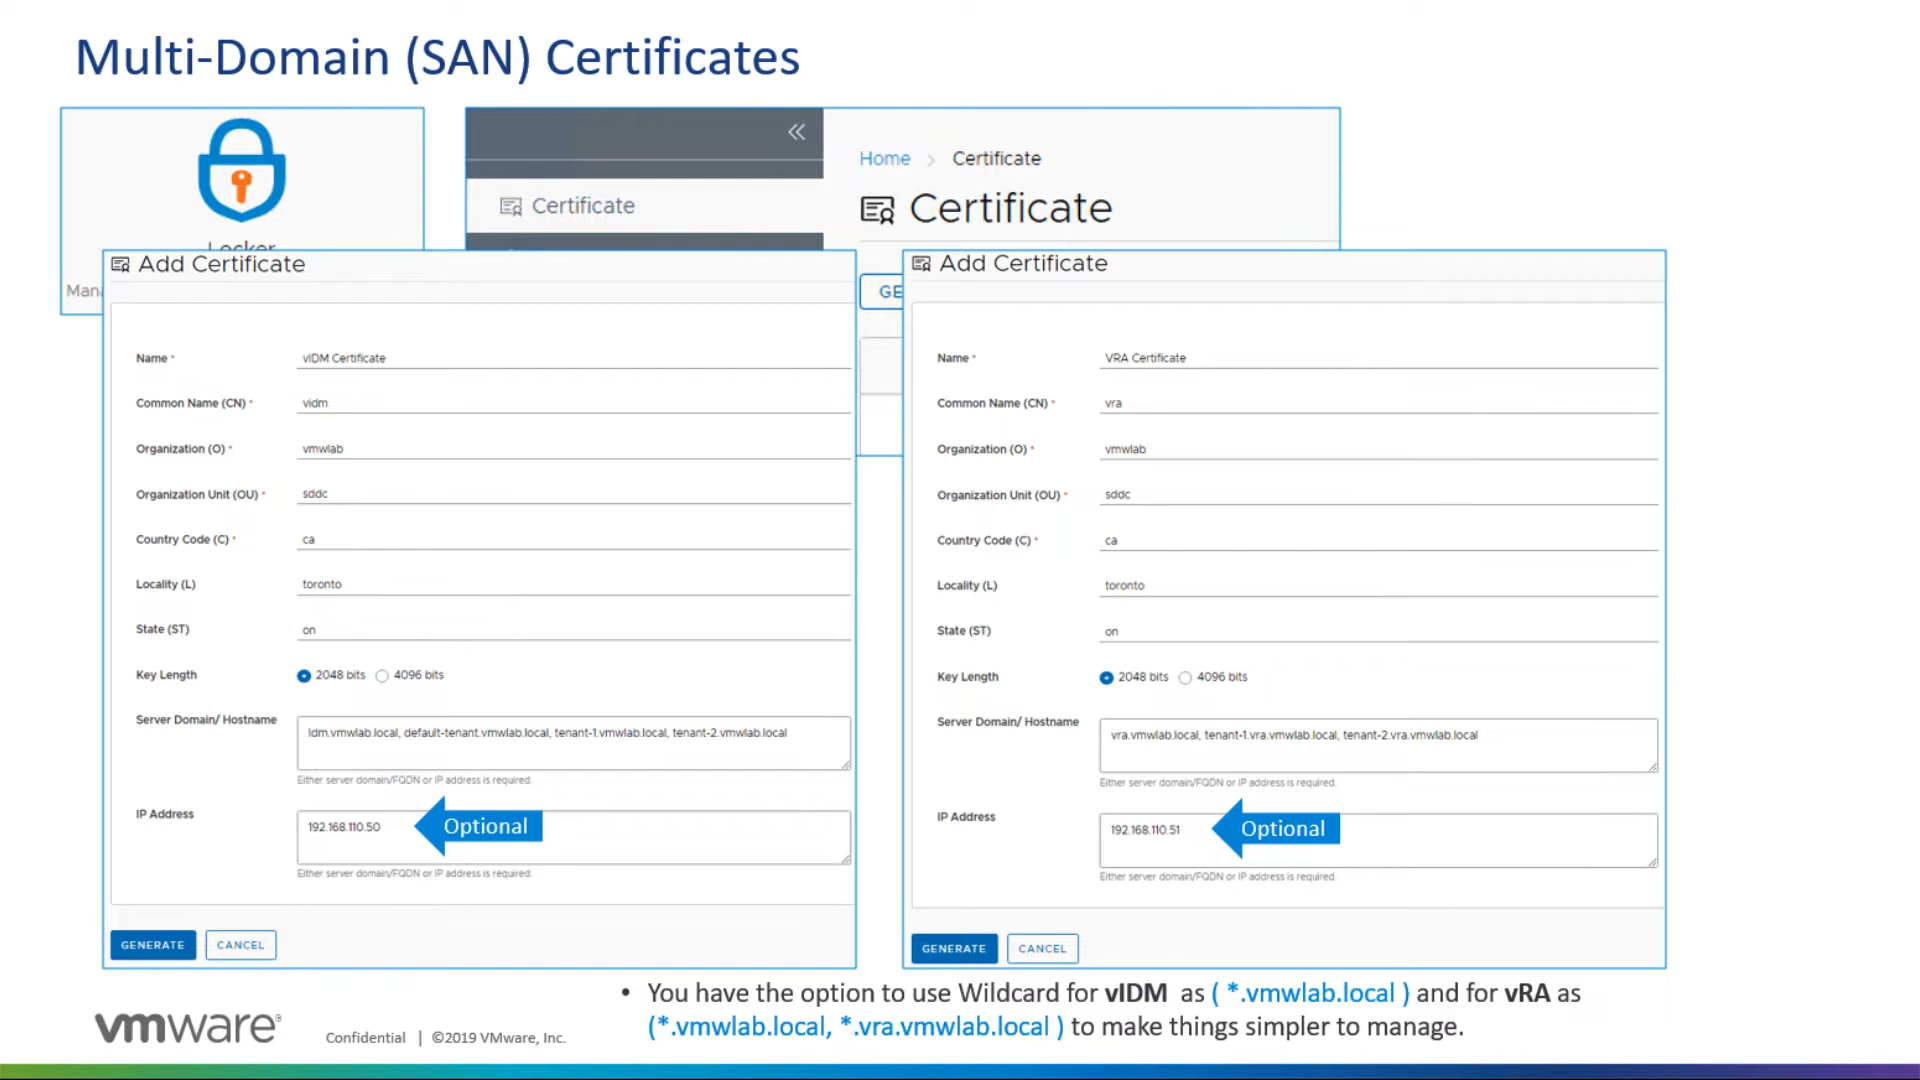 Multi-Domain (SAN) Certificates
Locker
Home > Certificate
Certificate
Certificate
Add Certificate
Name * vIDM Certificate
Common Name (CN) * vidm
Organization (O) * vmwlab
Organization Unit (OU) * sddc
Country Code (C) * ca
Locality (L) toronto
State (ST) on
Key Length 2048 bits 4096 bits
Server Domain/ Hostname idm.vmwlab.local, default-tenant.vmwlab.local, tenant-1.vmwlab.local, tenant-2.vmwlab.local
Either server domain/FQDN or IP address is required.
IP Address 192.168.110.50 Optional
Either server domain/FQDN or IP address is required.
GENERATE CANCEL
Add Certificate
Name * VRA Certificate
Common Name (CN) * vra
Organization (O) * vmwlab
Organization Unit (OU) * sddc
Country Code (C) * ca
Locality (L) toronto
State (ST) on
Key Length 2048 bits 4096 bits
Server Domain/ Hostname vra.vmwlab.local, tenant-1.vra.vmwlab.local, tenant-2.vra.vmwlab.local
Either server domain/FQDN or IP address is required.
IP Address 192.168.110.51 Optional
Either server domain/FQDN or IP address is required.
GENERATE CANCEL
• You have the option to use Wildcard for vIDM as ( *.vmwlab.local ) and for vRA as
(*.vmwlab.local, *.vra.vmwlab.local ) to make things simpler to manage.
vmware®
Confidential | ©2019 VMware, Inc.